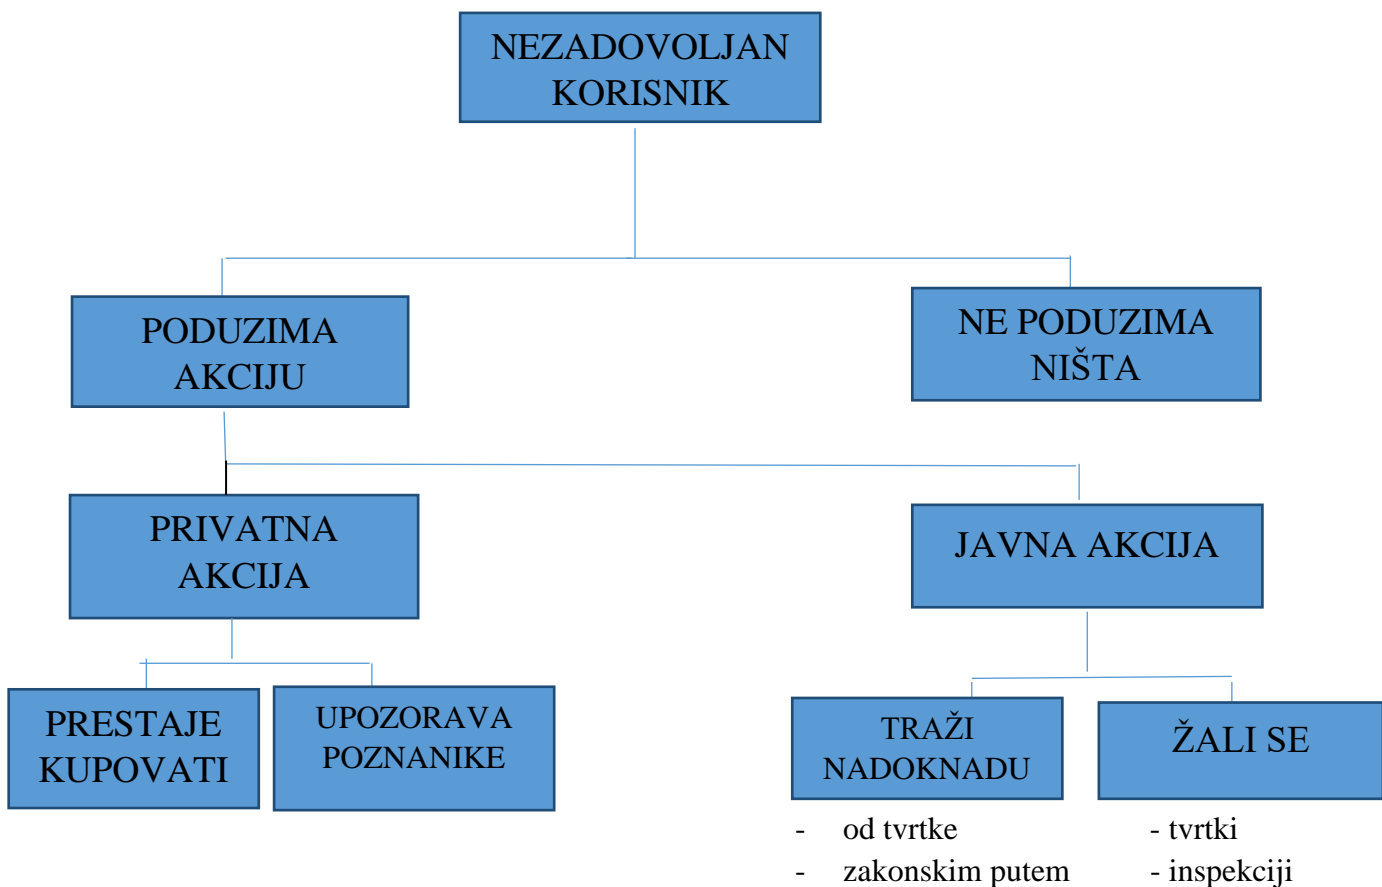 NEZADOVOLJAN
KORISNIK
PODUZIMA
AKCIJU
NE PODUZIMA
NIŠTA
PRIVATNA
AKCIJA
JAVNA AKCIJA
PRESTAJE
KUPOVATI
UPOZORAVA
POZNANIKE
TRAŽI
NADOKNADU
ŽALI SE
- od tvrtke
- zakonskim putem
- tvrtki
- inspekciji